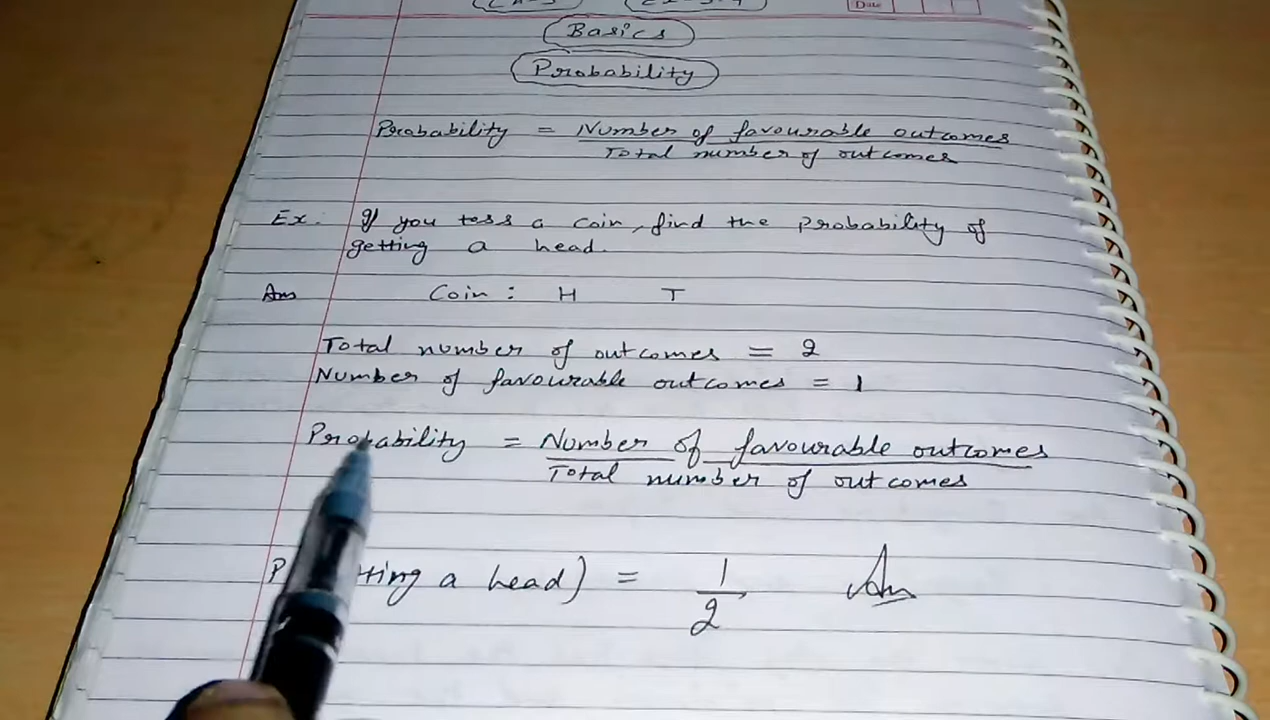 Date
Basics
Probability
Probability = Number of favourable outcomes
Total number of outcomes
Ex: If you toss a coin, find the probability of
getting a head.
Ans Coin : H T
Total number of outcomes = 2
Number of favourable outcomes = 1
Probability = Number of favourable outcomes
Total number of outcomes
a head) = 1/2 Ans